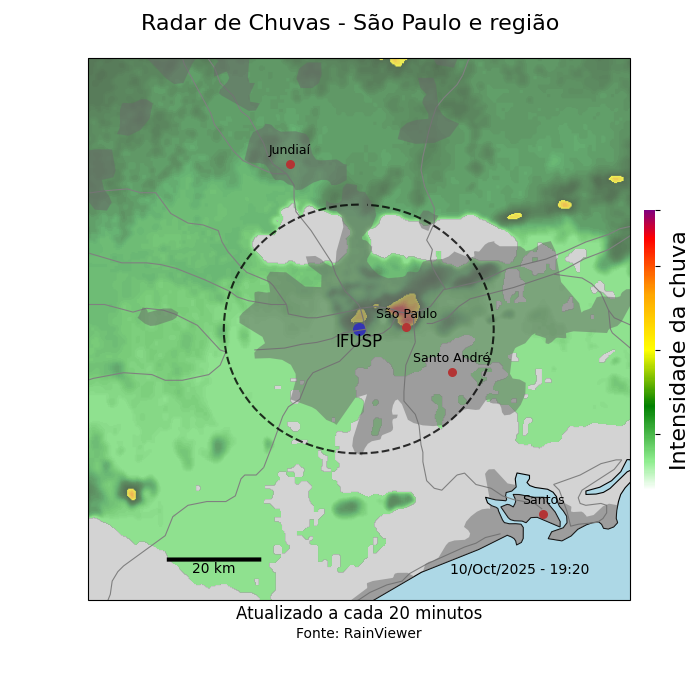 Radar de Chuvas - São Paulo e região
Jundiaí
São Paulo
IFUSP
Santo André
Santos
20 km
10/Oct/2025 - 19:20
Intensidade da chuva
Atualizado a cada 20 minutos
Fonte: RainViewer